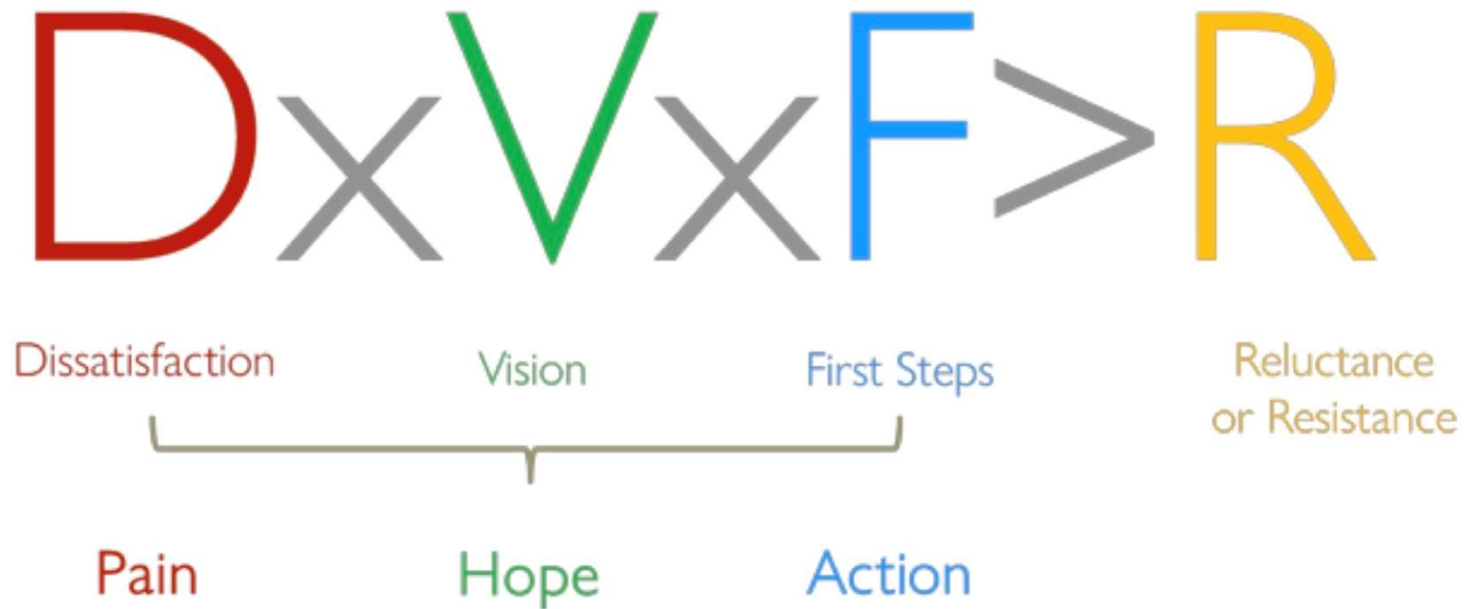 DxVxF>R
Dissatisfaction
Vision
First Steps
Reluctance
or Resistance
Pain
Hope
Action